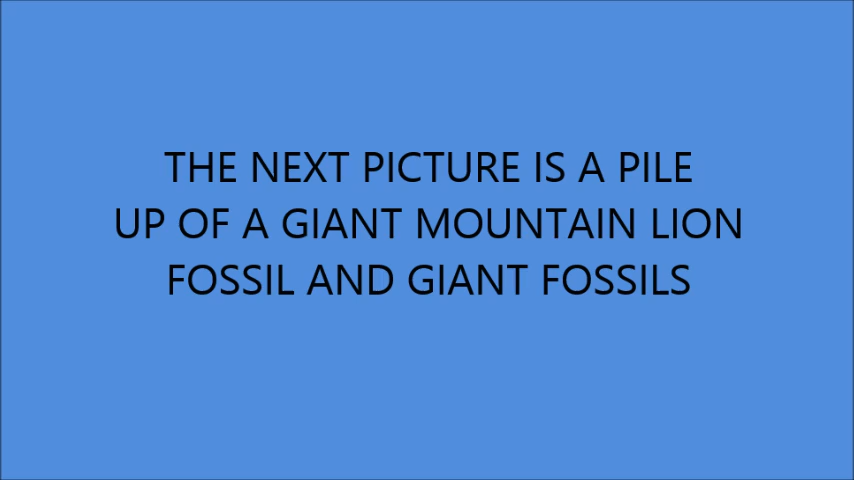 THE NEXT PICTURE IS A PILE
UP OF A GIANT MOUNTAIN LION
FOSSIL AND GIANT FOSSILS